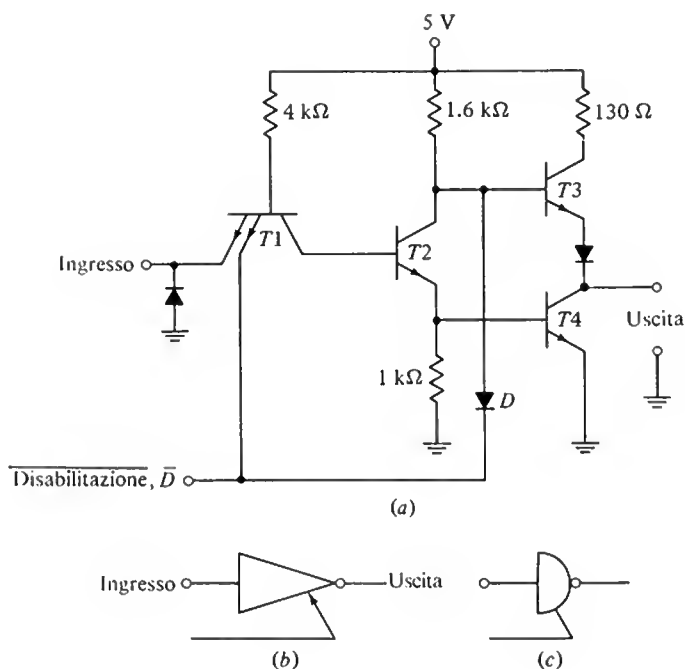 5 V
4 kΩ
1.6 kΩ
130 Ω
T3
T1
Ingresso
T2
T4
Uscita
1 kΩ
D
Disabilitazione, D̅
(a)
Ingresso
Uscita
(b)
(c)